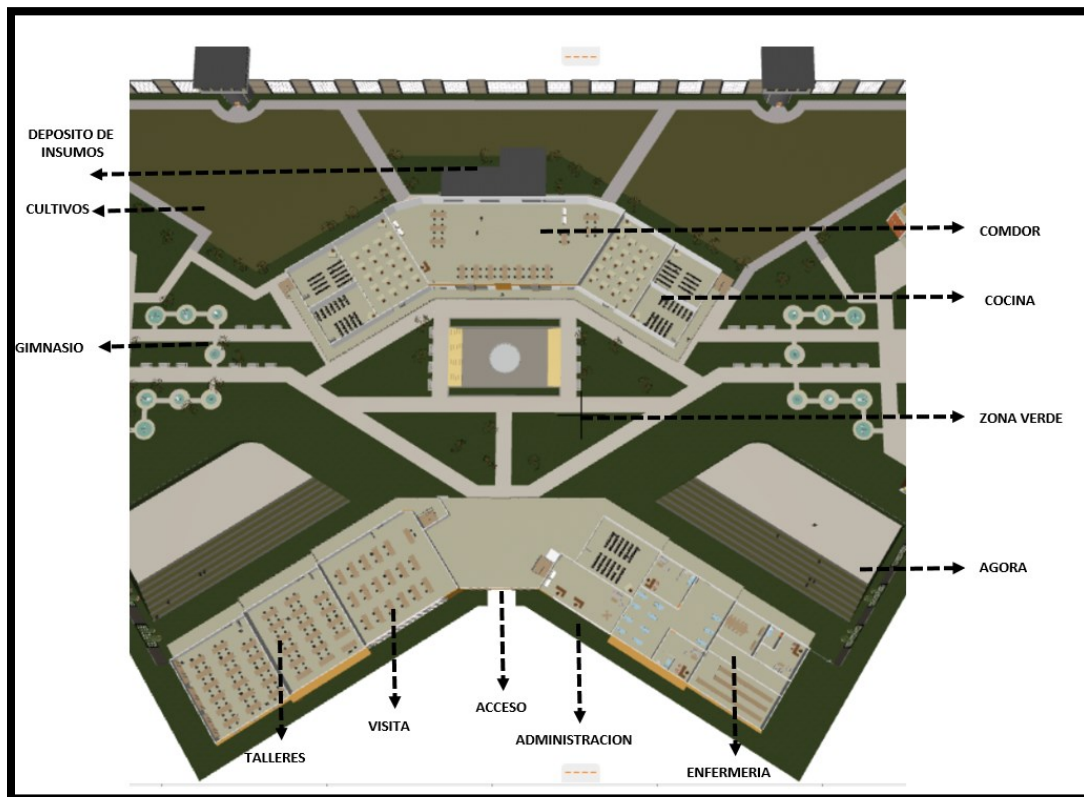 DEPOSITO DE
INSUMOS
CULTIVOS
COMDOR
COCINA
GIMNASIO
ZONA VERDE
AGORA
ACCESO
VISITA
ADMINISTRACION
TALLERES
ENFERMERIA